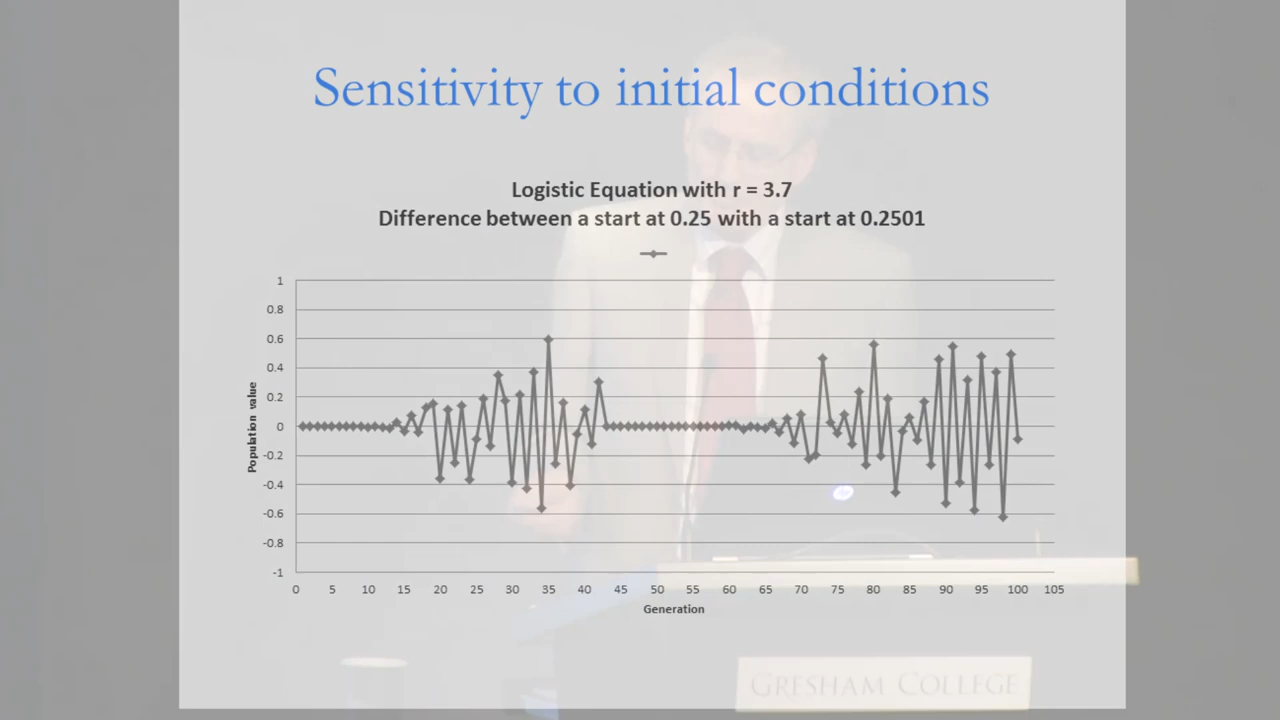 Sensitivity to initial conditions
Logistic Equation with r = 3.7
Difference between a start at 0.25 with a start at 0.2501
1
0.8
0.6
0.4
0.2
0
-0.2
-0.4
-0.6
-0.8
-1
Population value
0 5 10 15 20 25 30 35 40 45 50 55 60 65 70 75 80 85 90 95 100 105
Generation
GRESHAM COLLEGE